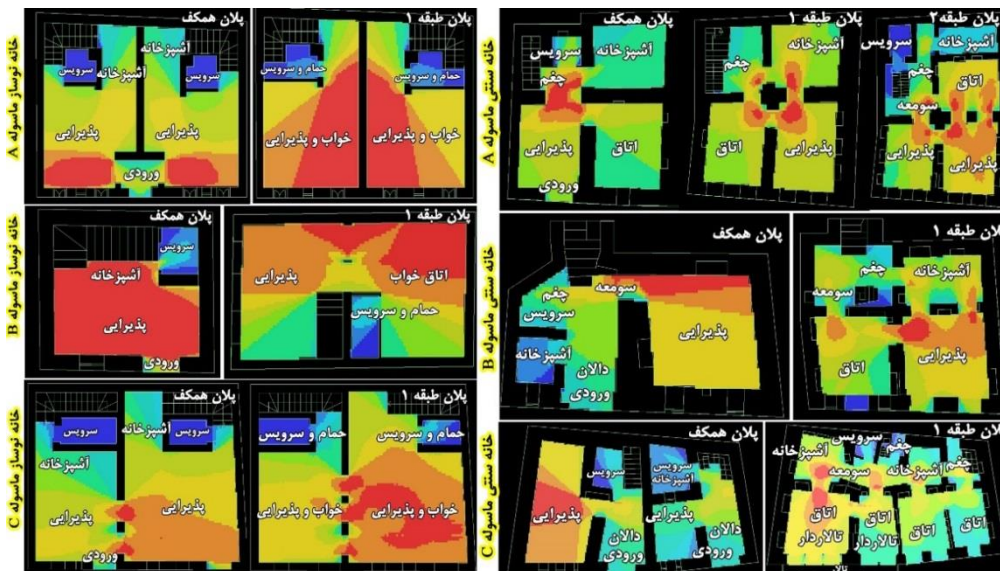 خانه سنتی ماسوله A
پلان همکف
سرویس
آشپزخانه
چغم
پذیرایی
اتاق
ورودی
پلان طبقه ۱
چغم
آشپزخانه
اتاق
پذیرایی
پلان طبقه ۲
سرویس
آشپزخانه
چغم
اتاق
سومعه
پذیرایی
پذیرایی
خانه سنتی ماسوله B
پلان همکف
چغم
سومعه
سرویس
آشپزخانه
دالان
ورودی
پذیرایی
پلان طبقه ۱
چغم
آشپزخانه
سومعه
اتاق
پذیرایی
خانه سنتی ماسوله C
پلان همکف
سرویس
سرویس
آشپزخانه
پذیرایی
دالان
ورودی
پذیرایی
دالان
ورودی
پلان طبقه ۱
آشپزخانه
سرویس
چغم
سومعه
آشپزخانه
چغم
اتاق
تالاردار
اتاق
تالاردار
اتاق
اتاق
خانه نوساز ماسوله A
پلان همکف
آشپزخانه
سرویس
آشپزخانه
سرویس
پذیرایی
پذیرایی
ورودی
پلان طبقه ۱
حمام و سرویس
حمام و سرویس
خواب و پذیرایی
خواب و پذیرایی
خانه نوساز ماسوله B
پلان همکف
سرویس
آشپزخانه
پذیرایی
ورودی
پلان طبقه ۱
پذیرایی
اتاق خواب
حمام و سرویس
خانه نوساز ماسوله C
پلان همکف
سرویس
آشپزخانه
سرویس
آشپزخانه
پذیرایی
پذیرایی
ورودی
پلان طبقه ۱
حمام و سرویس
حمام و سرویس
خواب و پذیرایی
خواب و پذیرایی